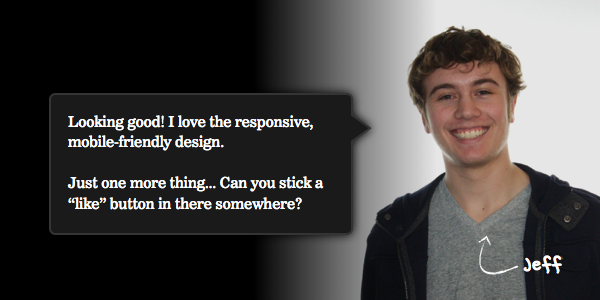 Looking good! I love the responsive,
mobile-friendly design.
Just one more thing... Can you stick a
“like” button in there somewhere?
Jeff